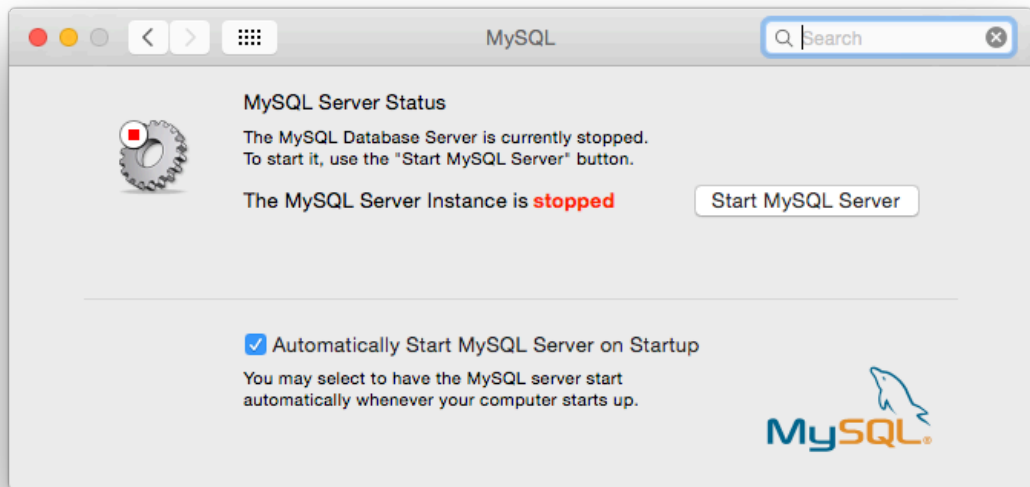 MySQL
Search
MySQL Server Status
The MySQL Database Server is currently stopped.
To start it, use the "Start MySQL Server" button.
The MySQL Server Instance is stopped
Start MySQL Server
Automatically Start MySQL Server on Startup
You may select to have the MySQL server start
automatically whenever your computer starts up.
MySQL®